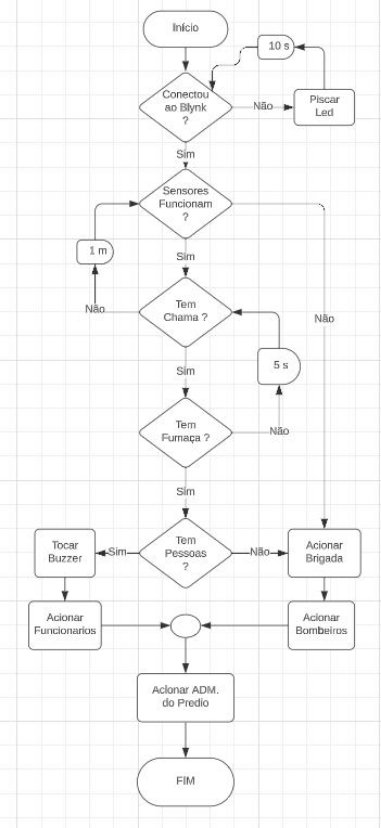 Início
10 s
Conectou
ao Blynk
?
Não
Piscar
Led
Sim
Sensores
Funcionam
?
1 m
Sim
Não
Tem
Chama ?
Não
5 s
Sim
Tem
Fumaça ?
Não
Sim
Tocar
Buzzer
Sim
Tem
Pessoas
?
Não
Acionar
Brigada
Acionar
Funcionarios
Acionar
Bombeiros
Acionar ADM.
do Predio
FIM